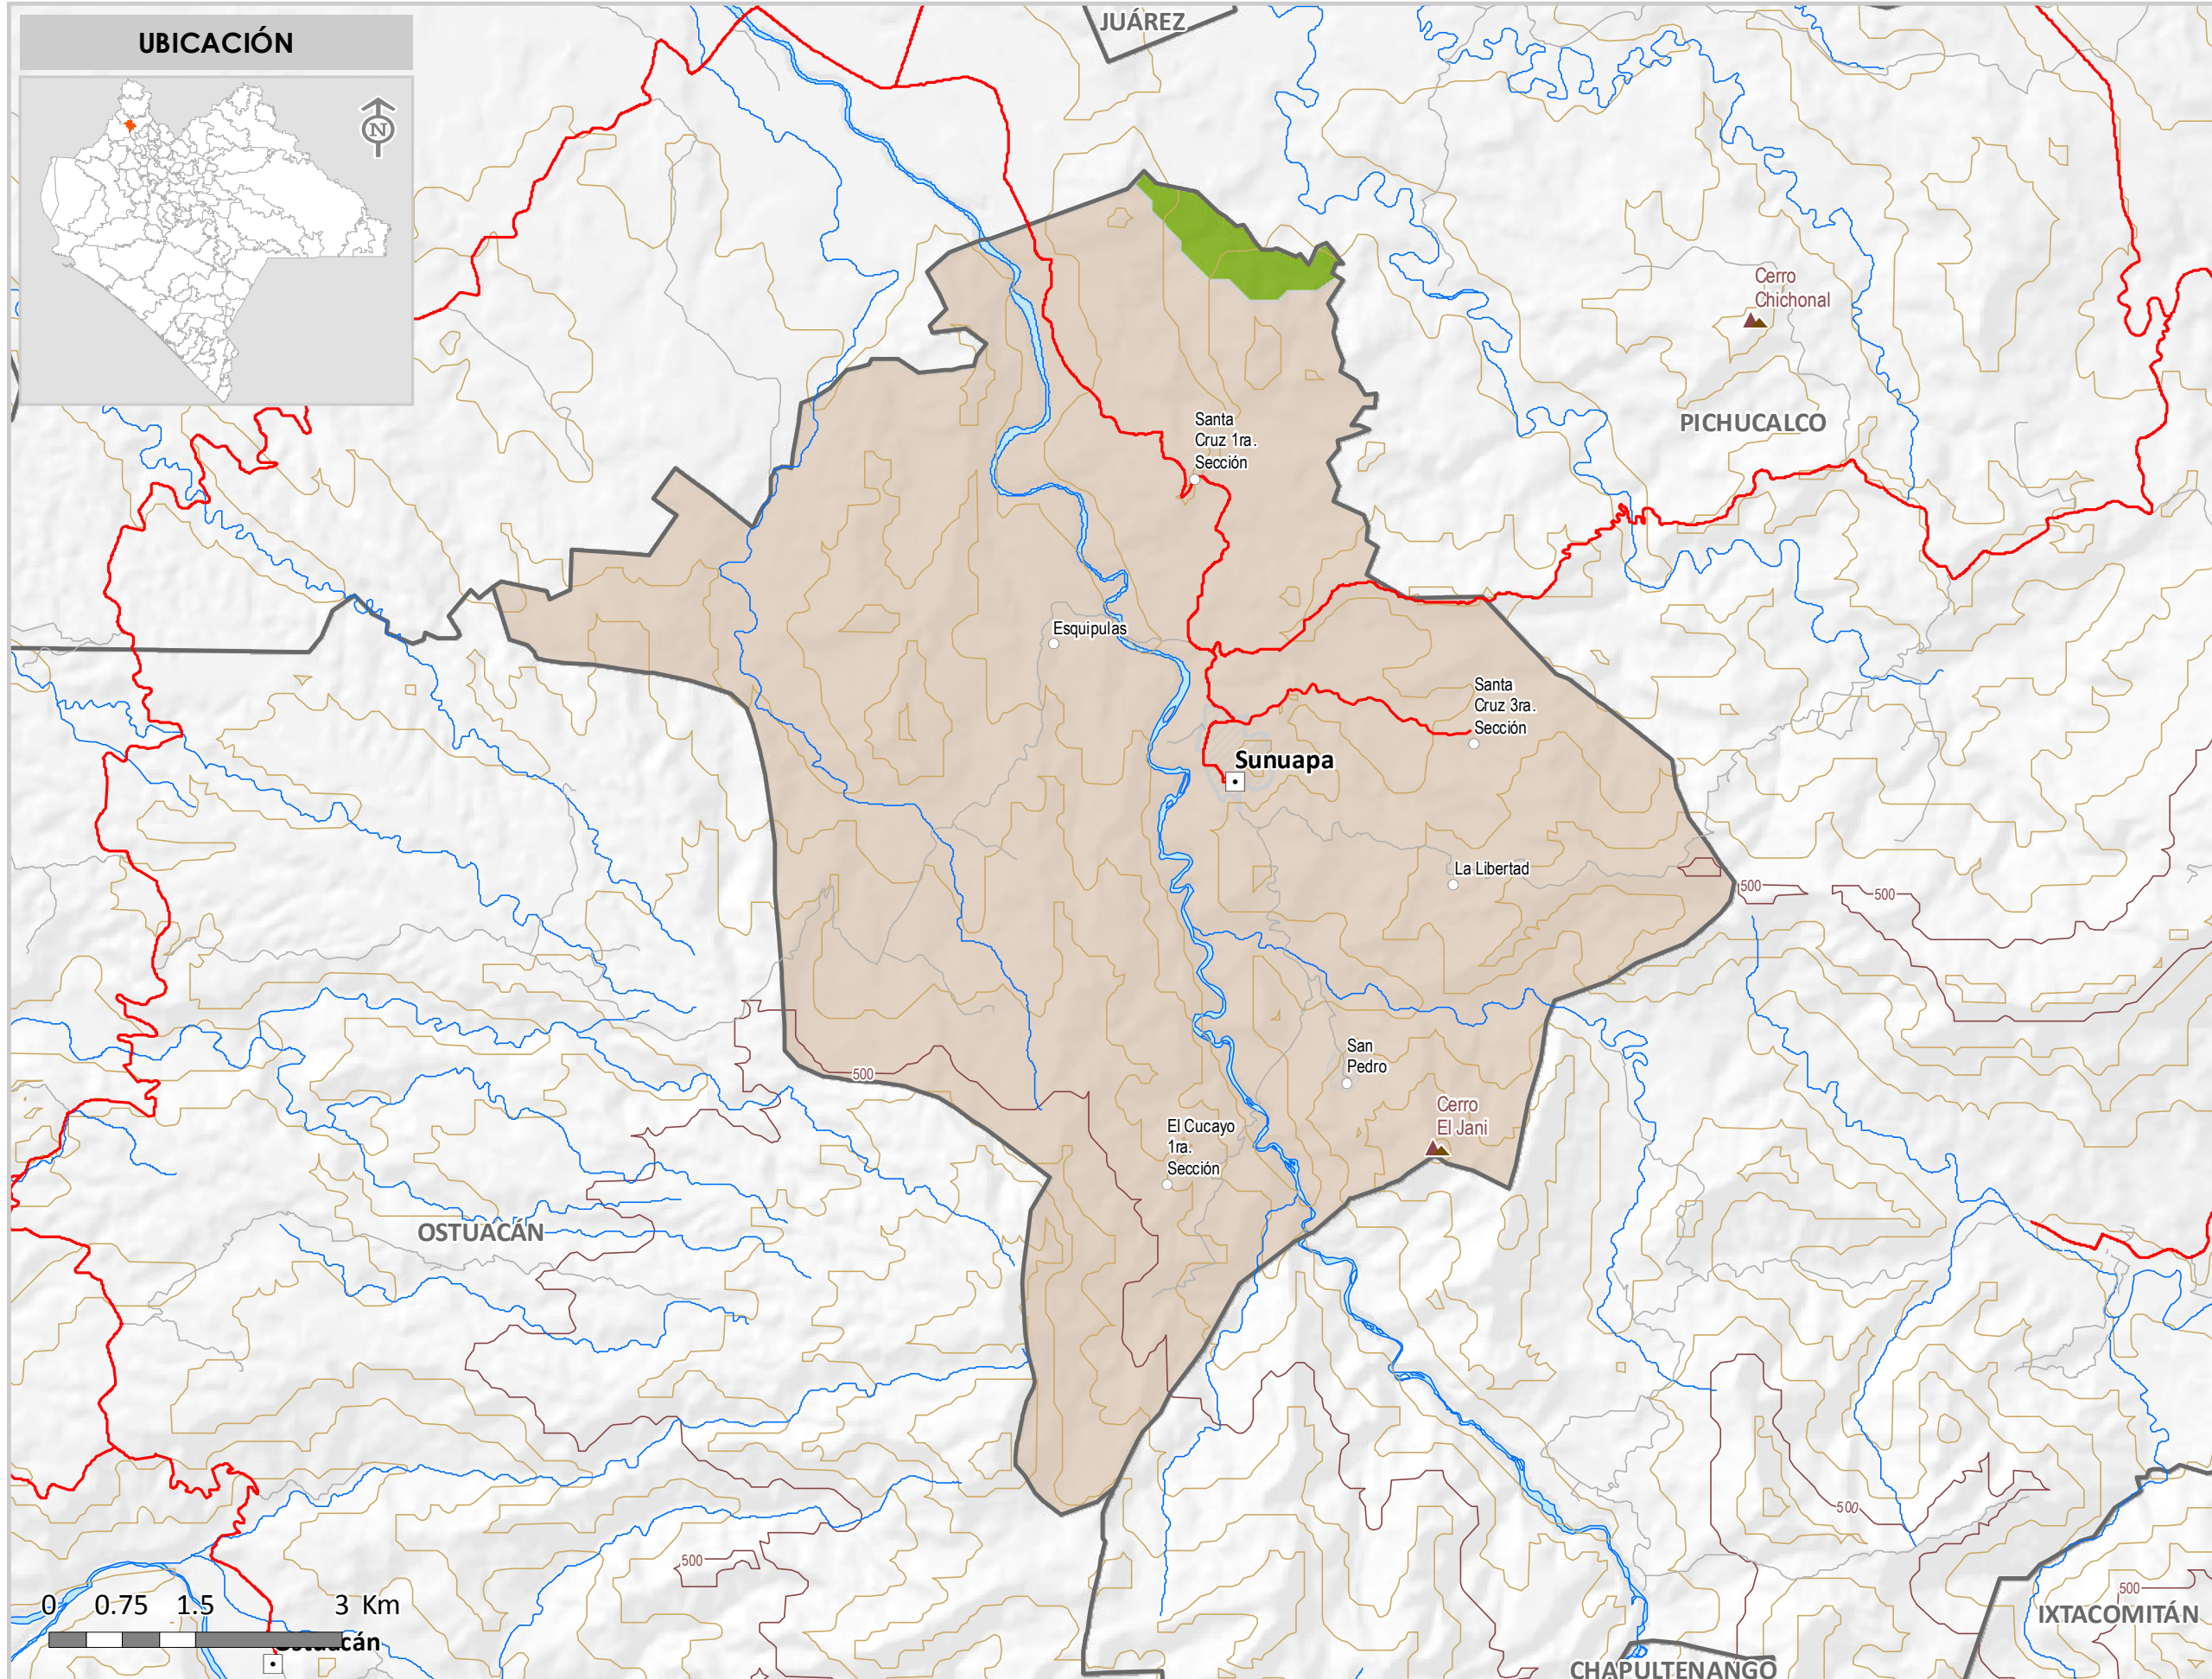 UBICACIÓN
N
JUÁREZ
Cerro
Chichonal
PICHUCALCO
Santa
Cruz 1ra.
Sección
Esquipulas
Santa
Cruz 3ra.
Sección
Sunuapa
La Libertad
500
500
San
Pedro
500
Cerro
El Jani
El Cucayo
1ra.
Sección
OSTUACÁN
500
500
500
0 0.75 1.5 3 Km
IXTACOMITÁN
Ostuacán
CHAPULTENANGO